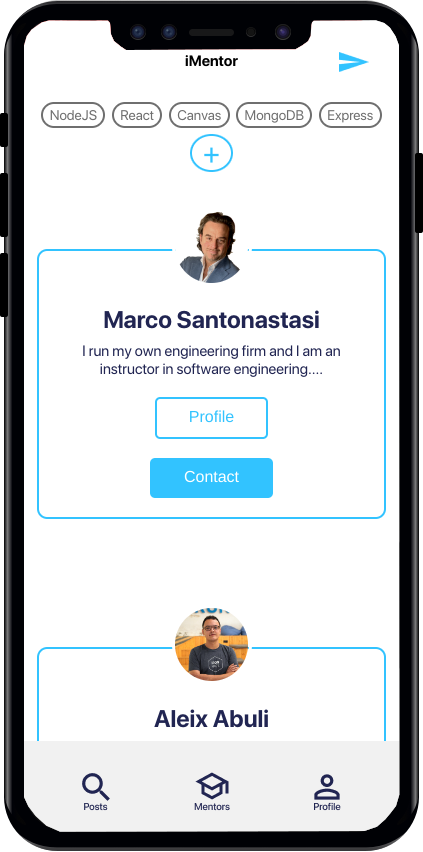 iMentor
NodeJS React Canvas MongoDB Express
+
Marco Santonastasi
I run my own engineering firm and I am an
instructor in software engineering....
Profile
Contact
Aleix Abuli
Posts Mentors Profile